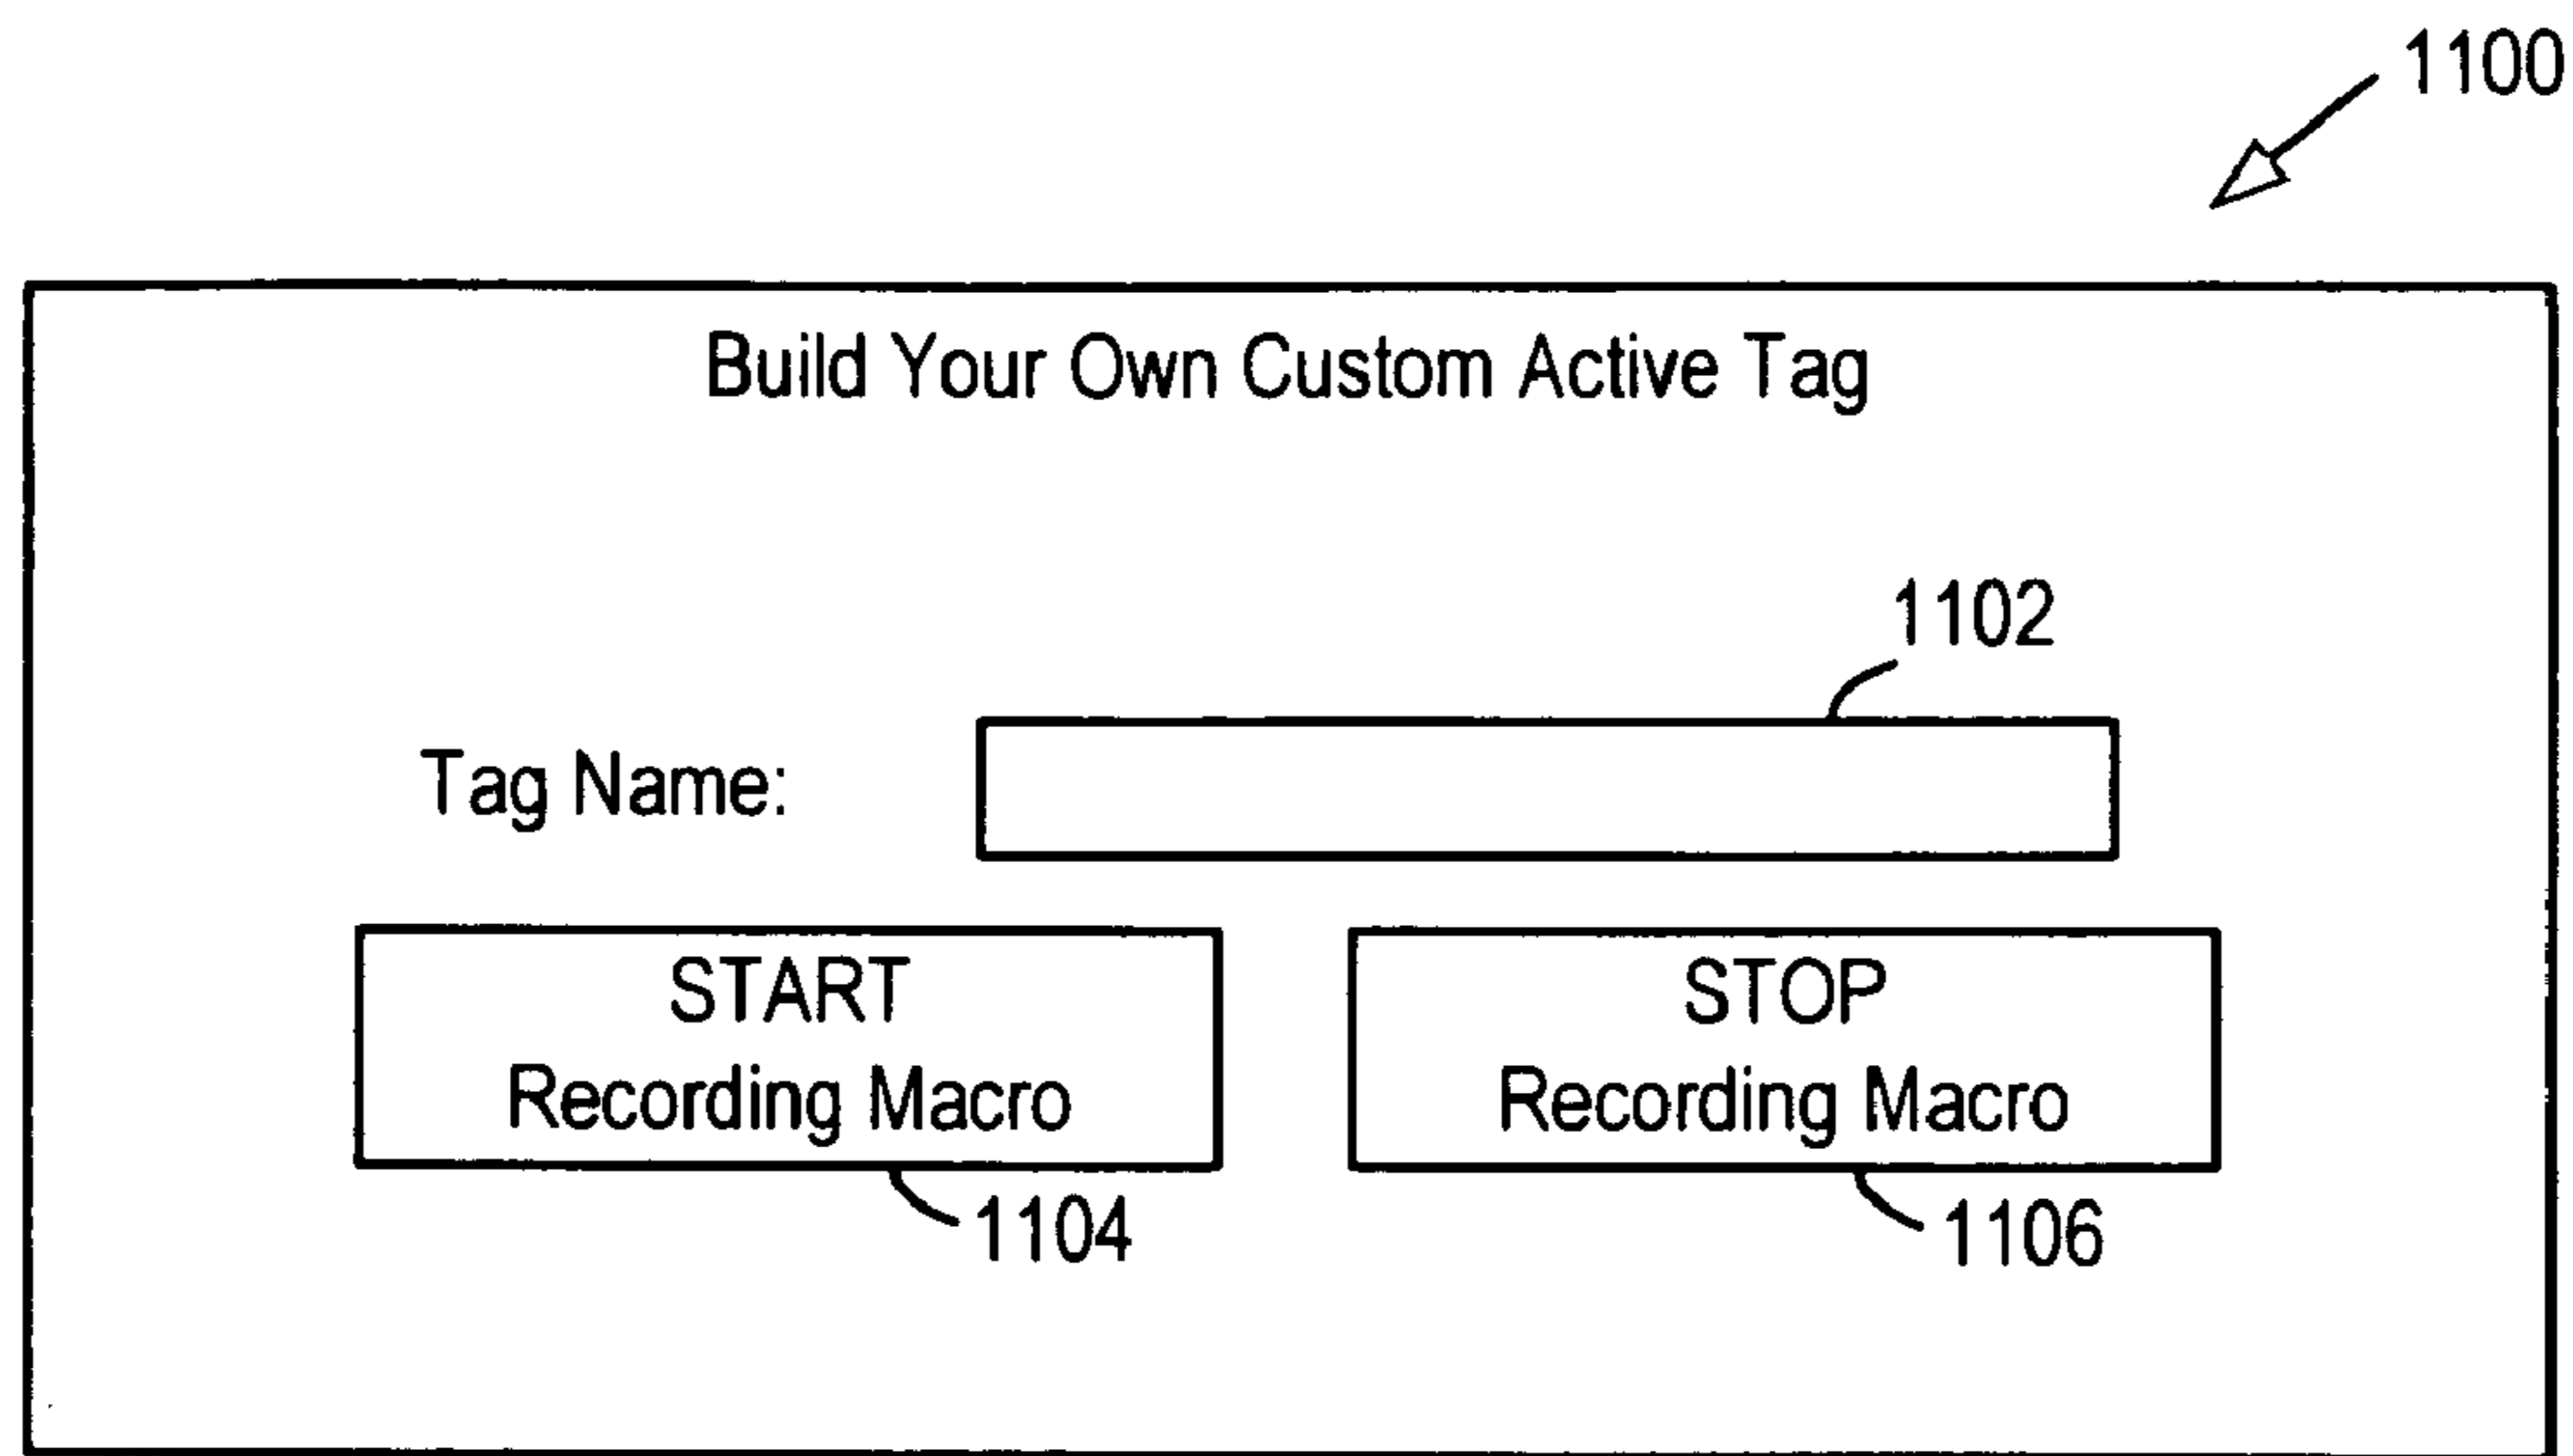 1100
Build Your Own Custom Active Tag
1102
Tag Name:
START
Recording Macro
STOP
Recording Macro
1104
1106